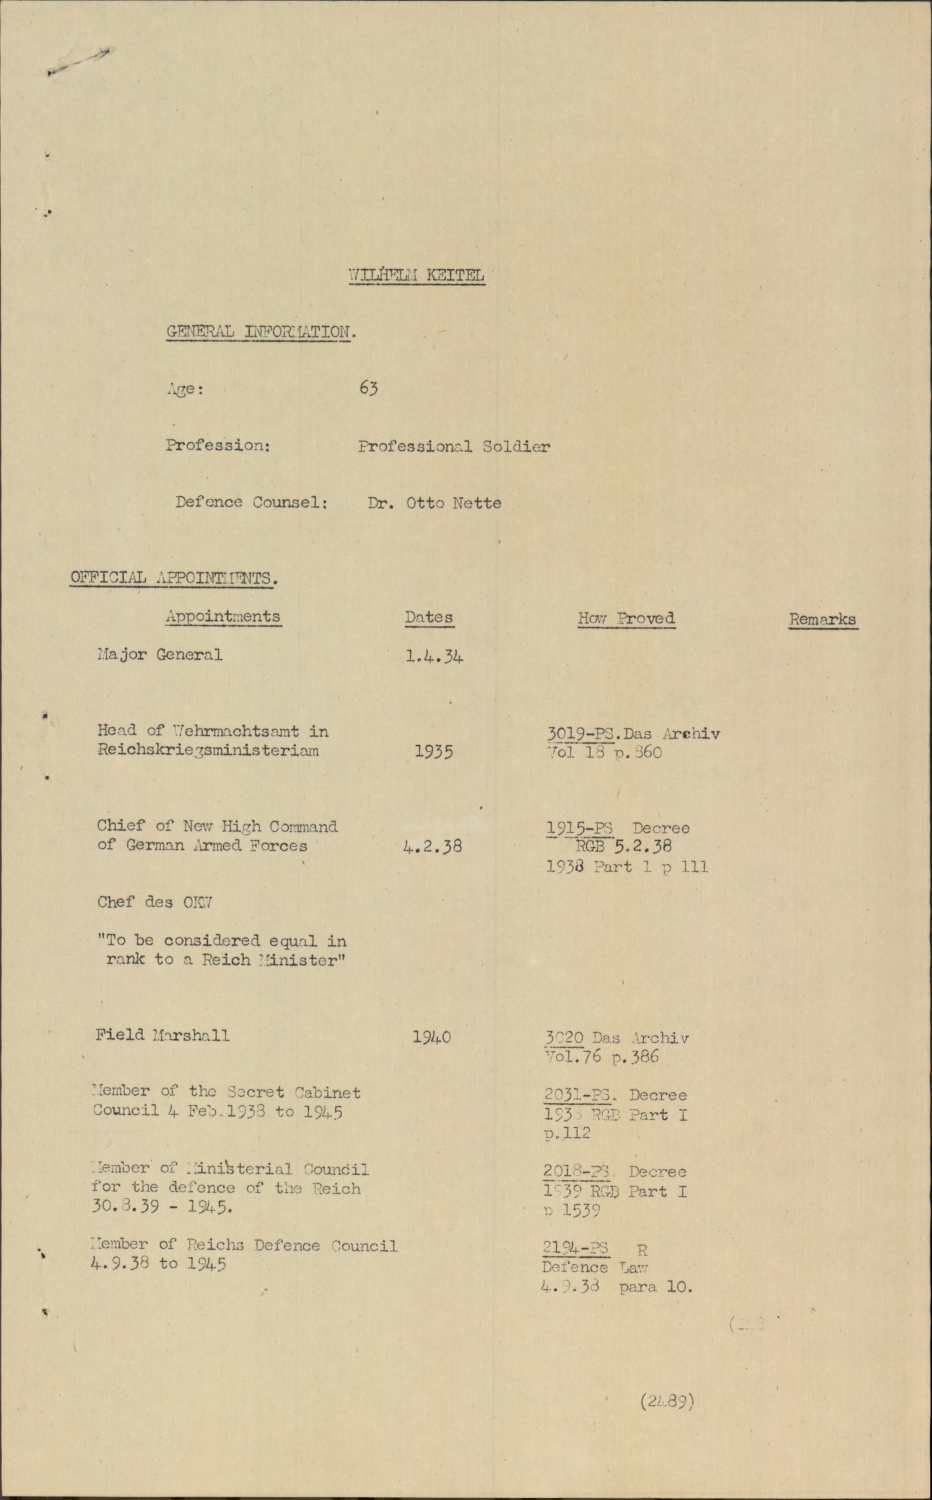 WILHELM KEITEL
GENERAL INFORMATION.
Age: 63
Profession: Professional Soldier
Defence Counsel: Dr. Otto Nette
OFFICIAL APPOINTMENTS.
Appointments Dates How Proved Remarks
Major General 1.4.34
Head of Wehrmachtsamt in 3019-PS. Das Archiv
Reichskriegsministeriam 1935 Vol 18 p.860
Chief of New High Command 1915-PS Decree
of German Armed Forces 4.2.38 RGB 5.2.38
1938 Part 1 p 111
Chef des OKW
"To be considered equal in
rank to a Reich Minister"
Field Marshall 1940 3020 Das Archiv
Vol.76 p.386
Member of the Secret Cabinet 2031-PS. Decree
Council 4 Feb.1938 to 1945 1938 RGB Part I
p.112
Member of Ministerial Council 2018-PS. Decree
for the defence of the Reich 1939 RGB Part I
30.8.39 - 1945. p 1539
Member of Reichs Defence Council 2194-PS R
4.9.38 to 1945 Defence Law
4.9.38 para 10.
(2489)